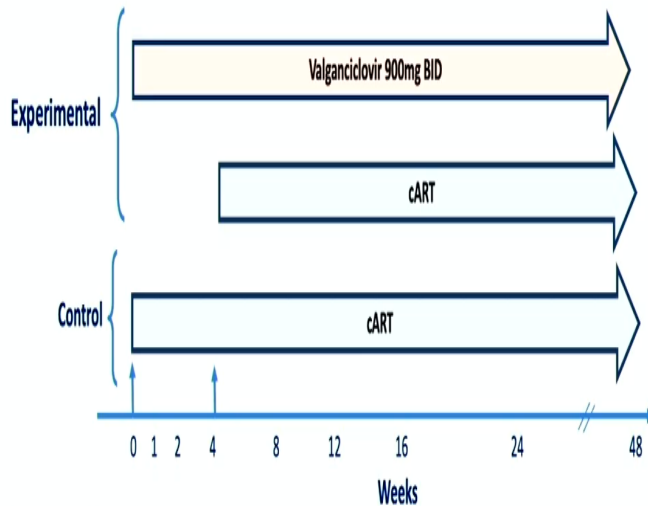 Valganciclovir 900mg BID
Experimental
cART
Control
cART
0 1 2 4 8 12 16 24 48
Weeks